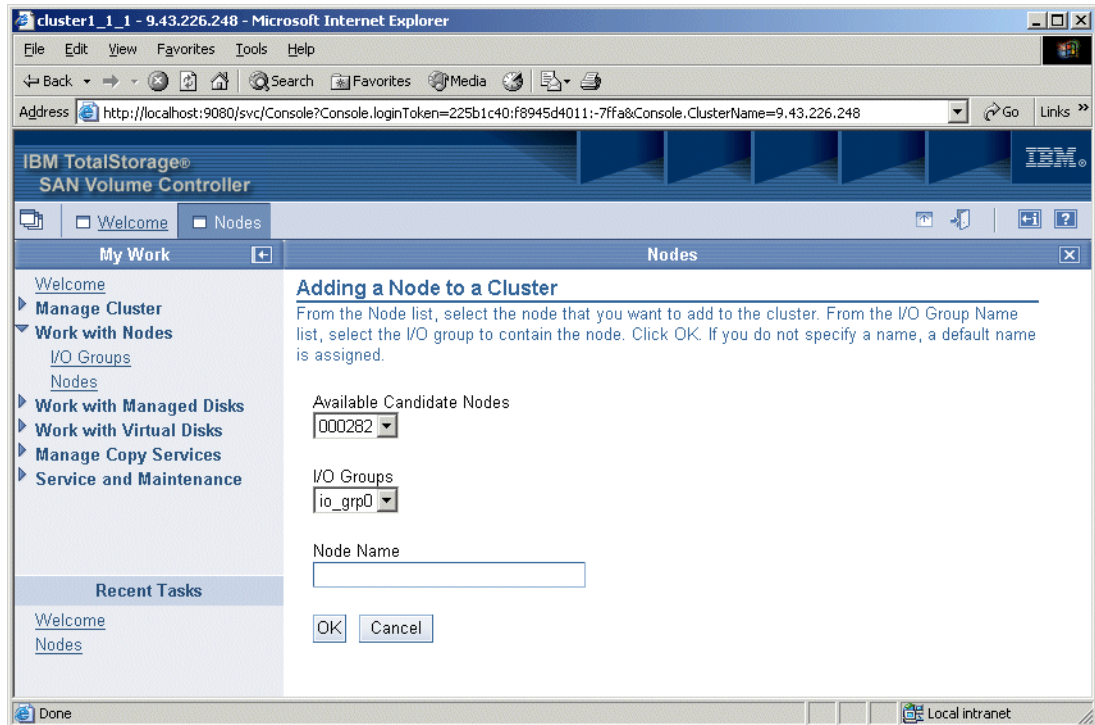 cluster1_1_1 - 9.43.226.248 - Microsoft Internet Explorer
File Edit View Favorites Tools Help
Back Search Favorites Media
Address http://localhost:9080/svc/Console?Console.loginToken=225b1c40:f8945d4011:-7ffa&Console.ClusterName=9.43.226.248 Go Links »
IBM TotalStorage®
SAN Volume Controller
IBM®
Welcome Nodes
My Work
Nodes
Welcome
Manage Cluster
Work with Nodes
I/O Groups
Nodes
Work with Managed Disks
Work with Virtual Disks
Manage Copy Services
Service and Maintenance
Recent Tasks
Welcome
Nodes
Adding a Node to a Cluster
From the Node list, select the node that you want to add to the cluster. From the I/O Group Name
list, select the I/O group to contain the node. Click OK. If you do not specify a name, a default name
is assigned.
Available Candidate Nodes
000282
I/O Groups
io_grp0
Node Name
OK Cancel
Done Local intranet